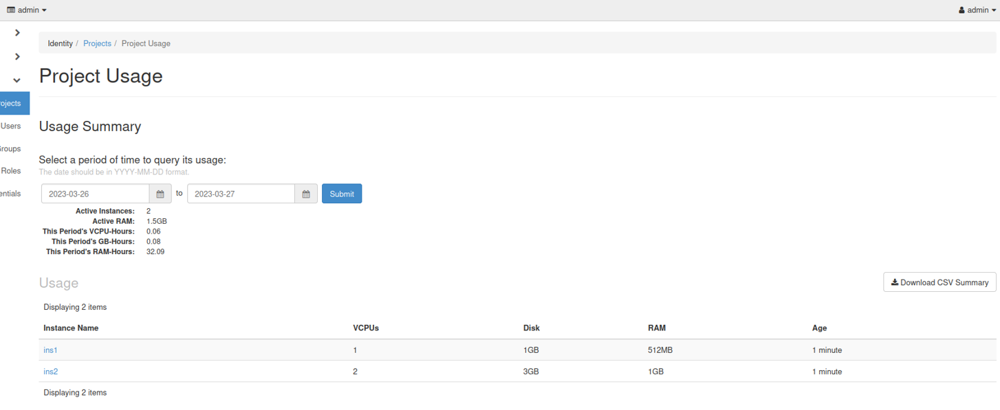 admin
admin
Identity / Projects / Project Usage
Project Usage
ojects
Users
Groups
Roles
entials
Usage Summary
Select a period of time to query its usage:
The date should be in YYYY-MM-DD format.
2023-03-26 to 2023-03-27 Submit
Active Instances: 2
Active RAM: 1.5GB
This Period's VCPU-Hours: 0.06
This Period's GB-Hours: 0.08
This Period's RAM-Hours: 32.09
Usage
Download CSV Summary
Displaying 2 items
Instance Name VCPUs Disk RAM Age
ins1 1 1GB 512MB 1 minute
ins2 2 3GB 1GB 1 minute
Displaying 2 items